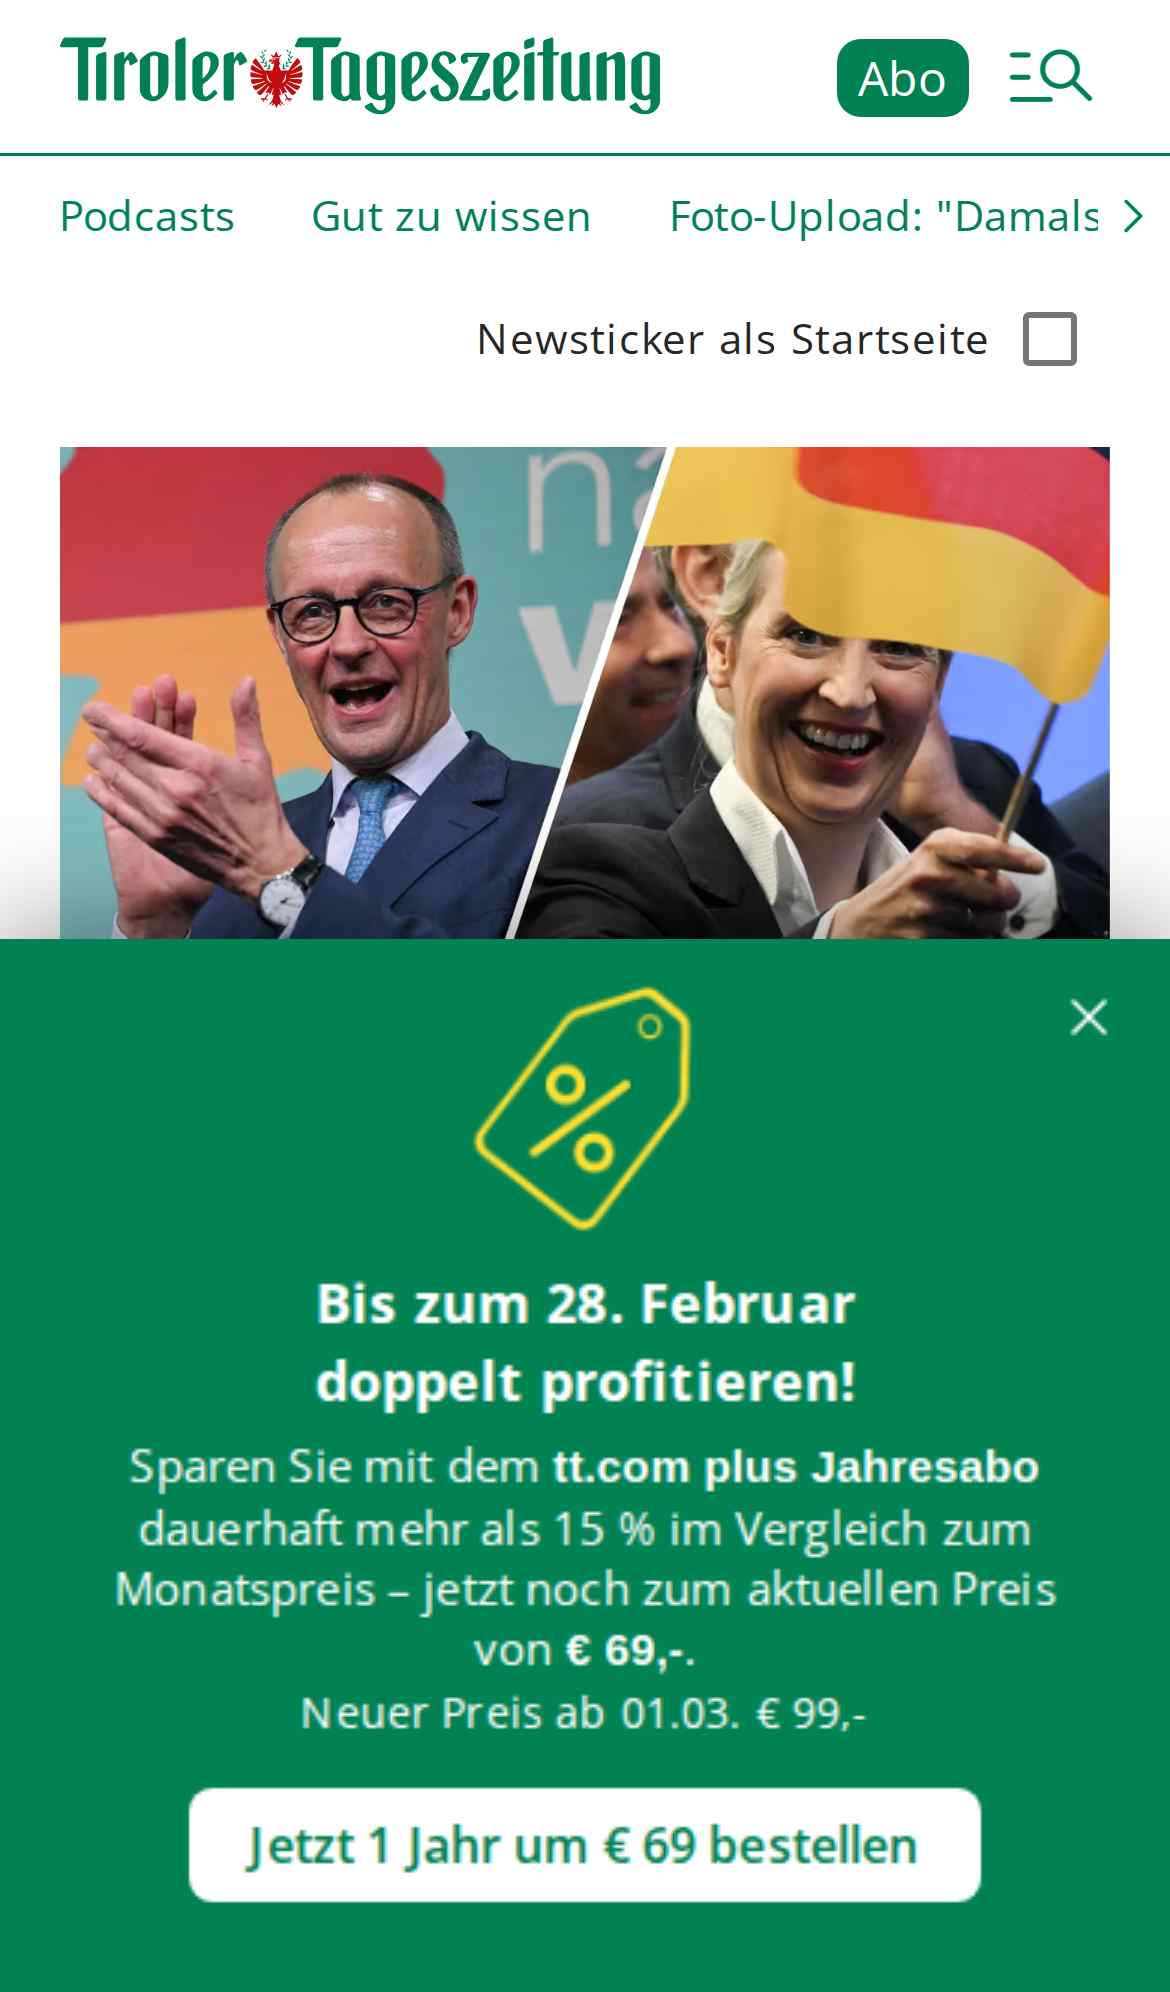 Tiroler Tageszeitung
Abo
Podcasts Gut zu wissen Foto-Upload: "Damals
Newsticker als Startseite
na
Bis zum 28. Februar
doppelt profitieren!
Sparen Sie mit dem tt.com plus Jahresabo
dauerhaft mehr als 15 % im Vergleich zum
Monatspreis – jetzt noch zum aktuellen Preis
von € 69,-.
Neuer Preis ab 01.03. € 99,-
Jetzt 1 Jahr um € 69 bestellen